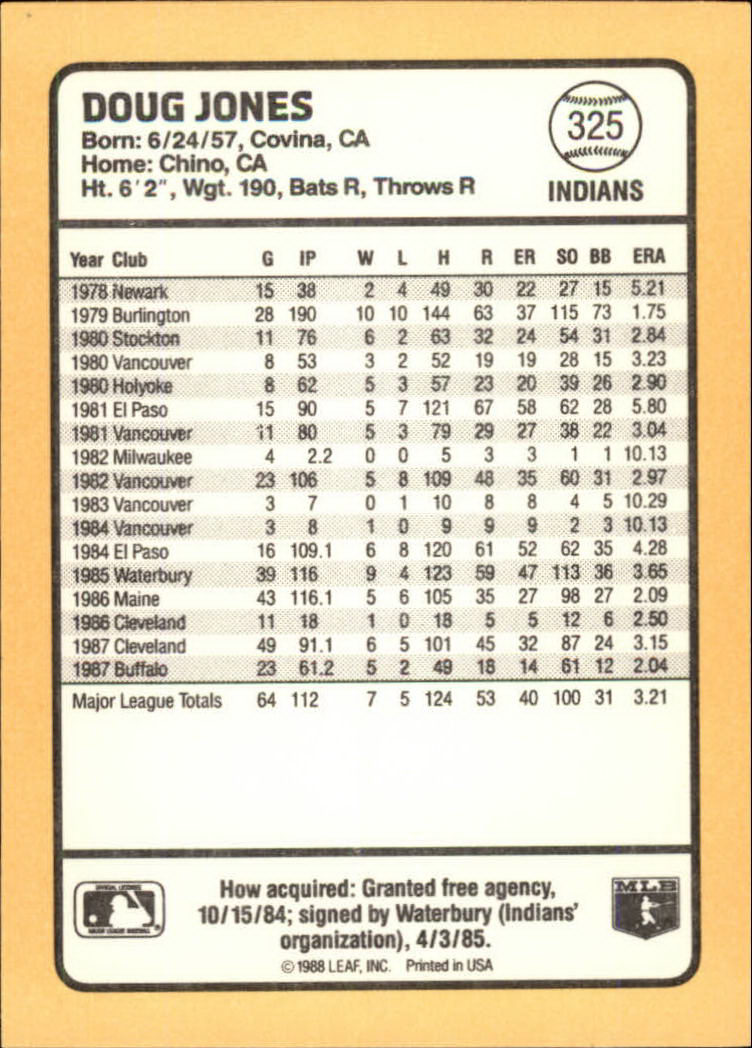 DOUG JONES
Born: 6/24/57, Covina, CA
Home: Chino, CA
Ht. 6'2", Wgt. 190, Bats R, Throws R
325
INDIANS
Year Club G IP W L H R ER SO BB ERA
1978 Newark 15 38 2 4 49 30 22 27 15 5.21
1979 Burlington 28 190 10 10 144 63 37 115 73 1.75
1980 Stockton 11 76 6 2 63 32 24 54 31 2.84
1980 Vancouver 8 53 3 2 52 19 19 28 15 3.23
1980 Holyoke 8 62 5 3 57 23 20 39 26 2.90
1981 El Paso 15 90 5 7 121 67 58 62 28 5.80
1981 Vancouver 11 80 5 3 79 29 27 38 22 3.04
1982 Milwaukee 4 2.2 0 0 5 3 3 1 1 10.13
1982 Vancouver 23 106 5 8 109 48 35 60 31 2.97
1983 Vancouver 3 7 0 1 10 8 8 4 5 10.29
1984 Vancouver 3 8 1 0 9 9 9 2 3 10.13
1984 El Paso 16 109.1 6 8 120 61 52 62 35 4.28
1985 Waterbury 39 116 9 4 123 59 47 113 36 3.65
1986 Maine 43 116.1 5 6 105 35 27 98 27 2.09
1986 Cleveland 11 18 1 0 18 5 5 12 6 2.50
1987 Cleveland 49 91.1 6 5 101 45 32 87 24 3.15
1987 Buffalo 23 61.2 5 2 49 18 14 61 12 2.04
Major League Totals 64 112 7 5 124 53 40 100 31 3.21
OFFICIAL LICENSEE
MAJOR LEAGUE BASEBALL
How acquired: Granted free agency,
10/15/84; signed by Waterbury (Indians'
organization), 4/3/85.
© 1988 LEAF, INC. Printed in USA
MLB